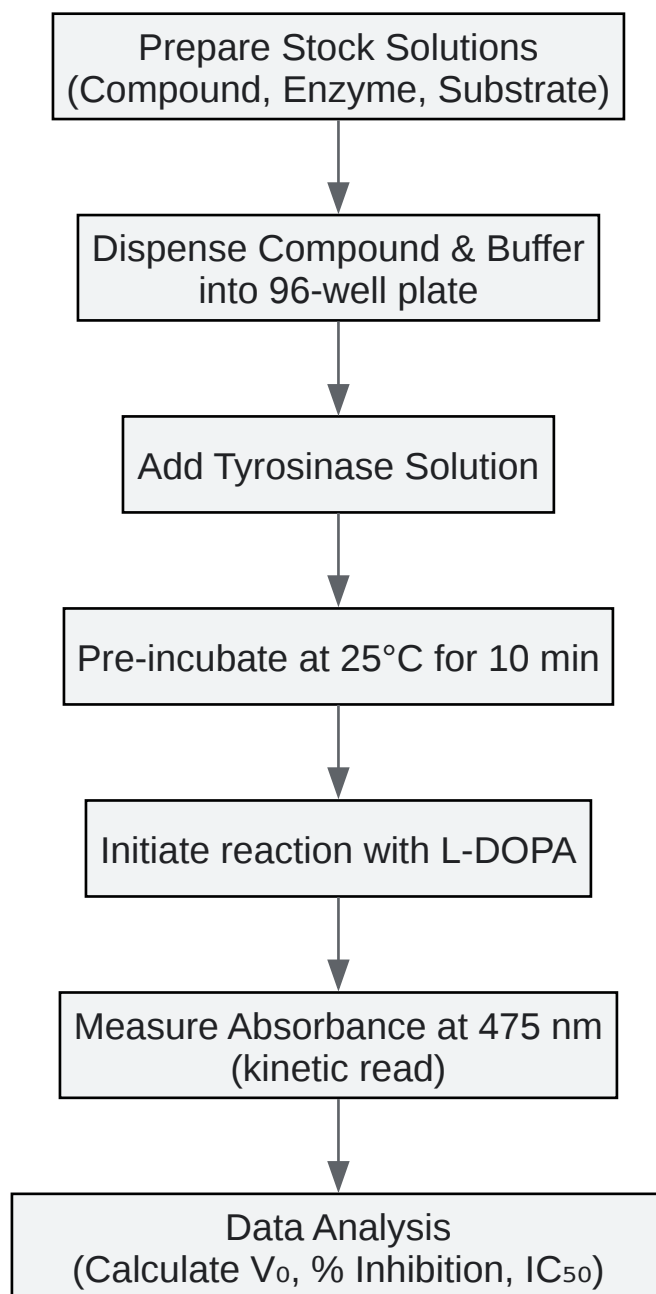 Prepare Stock Solutions
(Compound, Enzyme, Substrate)
Dispense Compound & Buffer
into 96-well plate
Add Tyrosinase Solution
Pre-incubate at 25°C for 10 min
Initiate reaction with L-DOPA
Measure Absorbance at 475 nm
(kinetic read)
Data Analysis
(Calculate V₀, % Inhibition, IC₅₀)